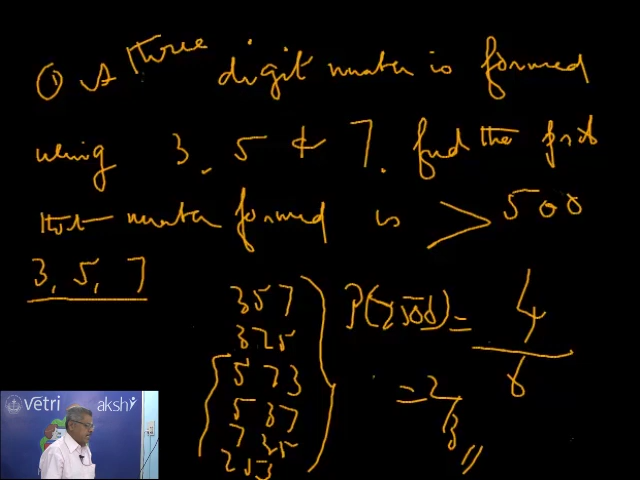 ① A three digit number is formed
using 3, 5 & 7. find the prob
that number formed is > 500
3, 5, 7
357
375
573
537
735
753
P(>500) = 4/6
= 2/3 //
Vetri
akshi